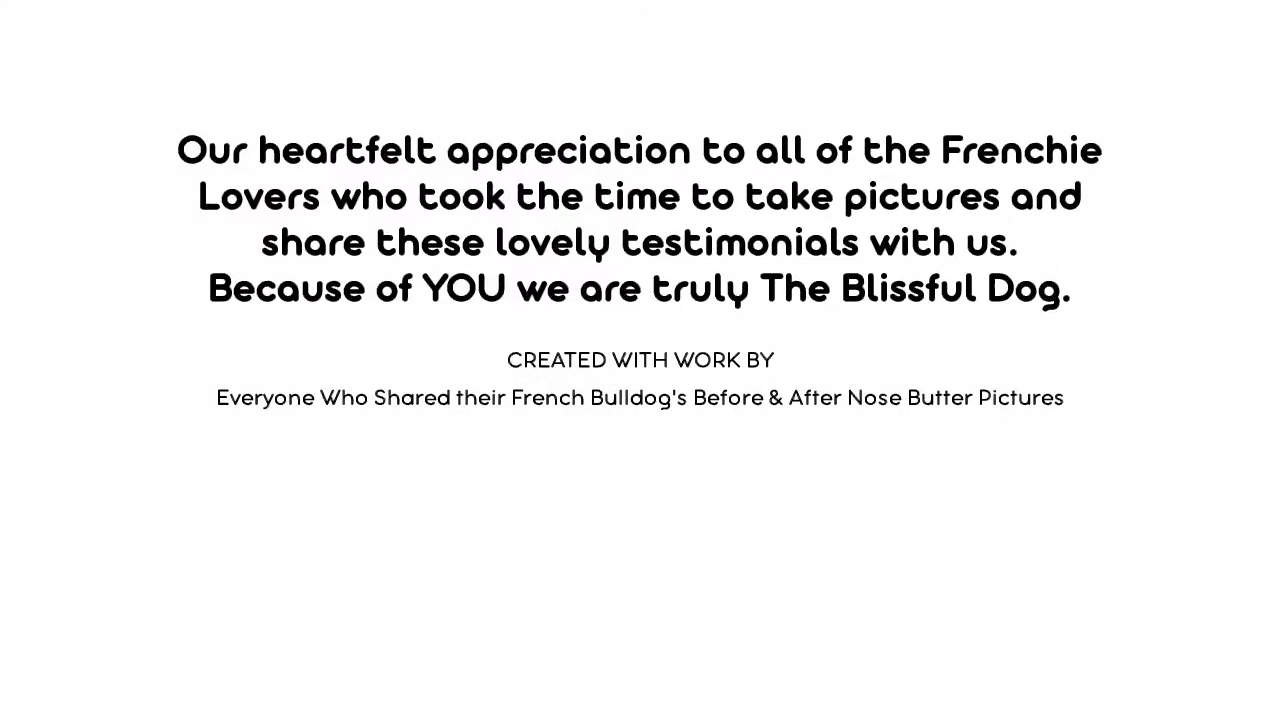 Our heartfelt appreciation to all of the Frenchie
Lovers who took the time to take pictures and
share these lovely testimonials with us.
Because of YOU we are truly The Blissful Dog.
CREATED WITH WORK BY
Everyone Who Shared their French Bulldog's Before & After Nose Butter Pictures